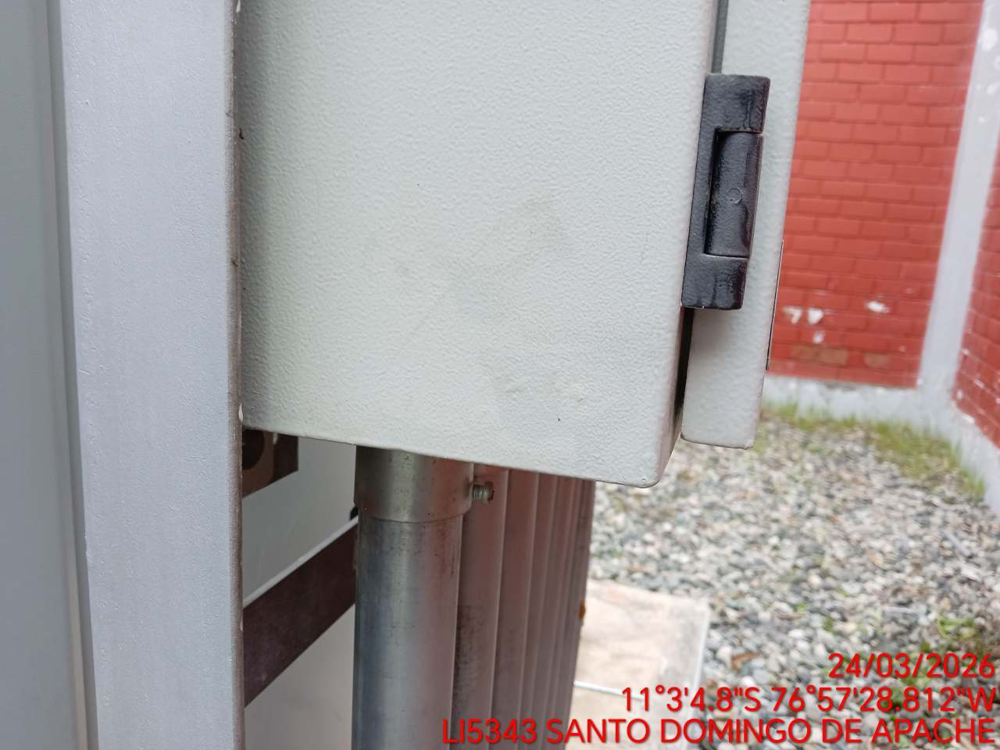 24/03/2026
11°3'4.8"S 76°57'28.812"W
LI5343 SANTO DOMINGO DE APACHE